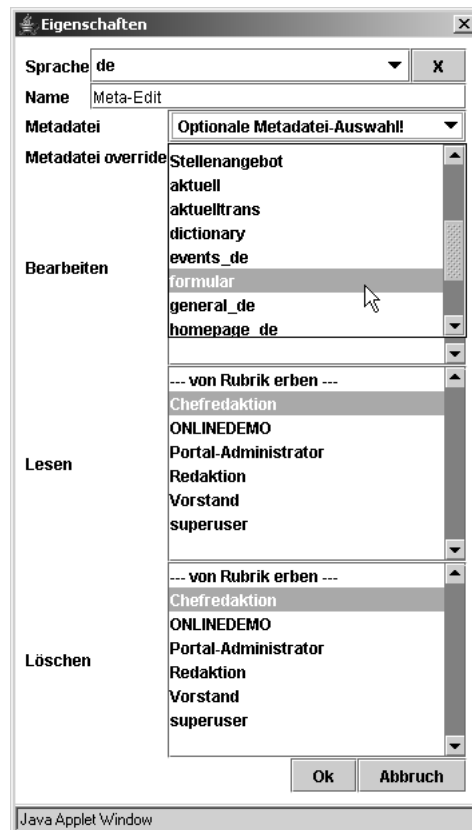 Eigenschaften
Sprache de X
Name Meta-Edit
Metadatei Optionale Metadatei-Auswahl!
Metadatei override
Stellenangebot
aktuell
aktuelltrans
dictionary
events_de
Bearbeiten
formular
general_de
homepage_de
--- von Rubrik erben ---
Chefredaktion
ONLINEDEMO
Portal-Administrator
Lesen
Redaktion
Vorstand
superuser
--- von Rubrik erben ---
Chefredaktion
ONLINEDEMO
Portal-Administrator
Löschen
Redaktion
Vorstand
superuser
Ok Abbruch
Java Applet Window